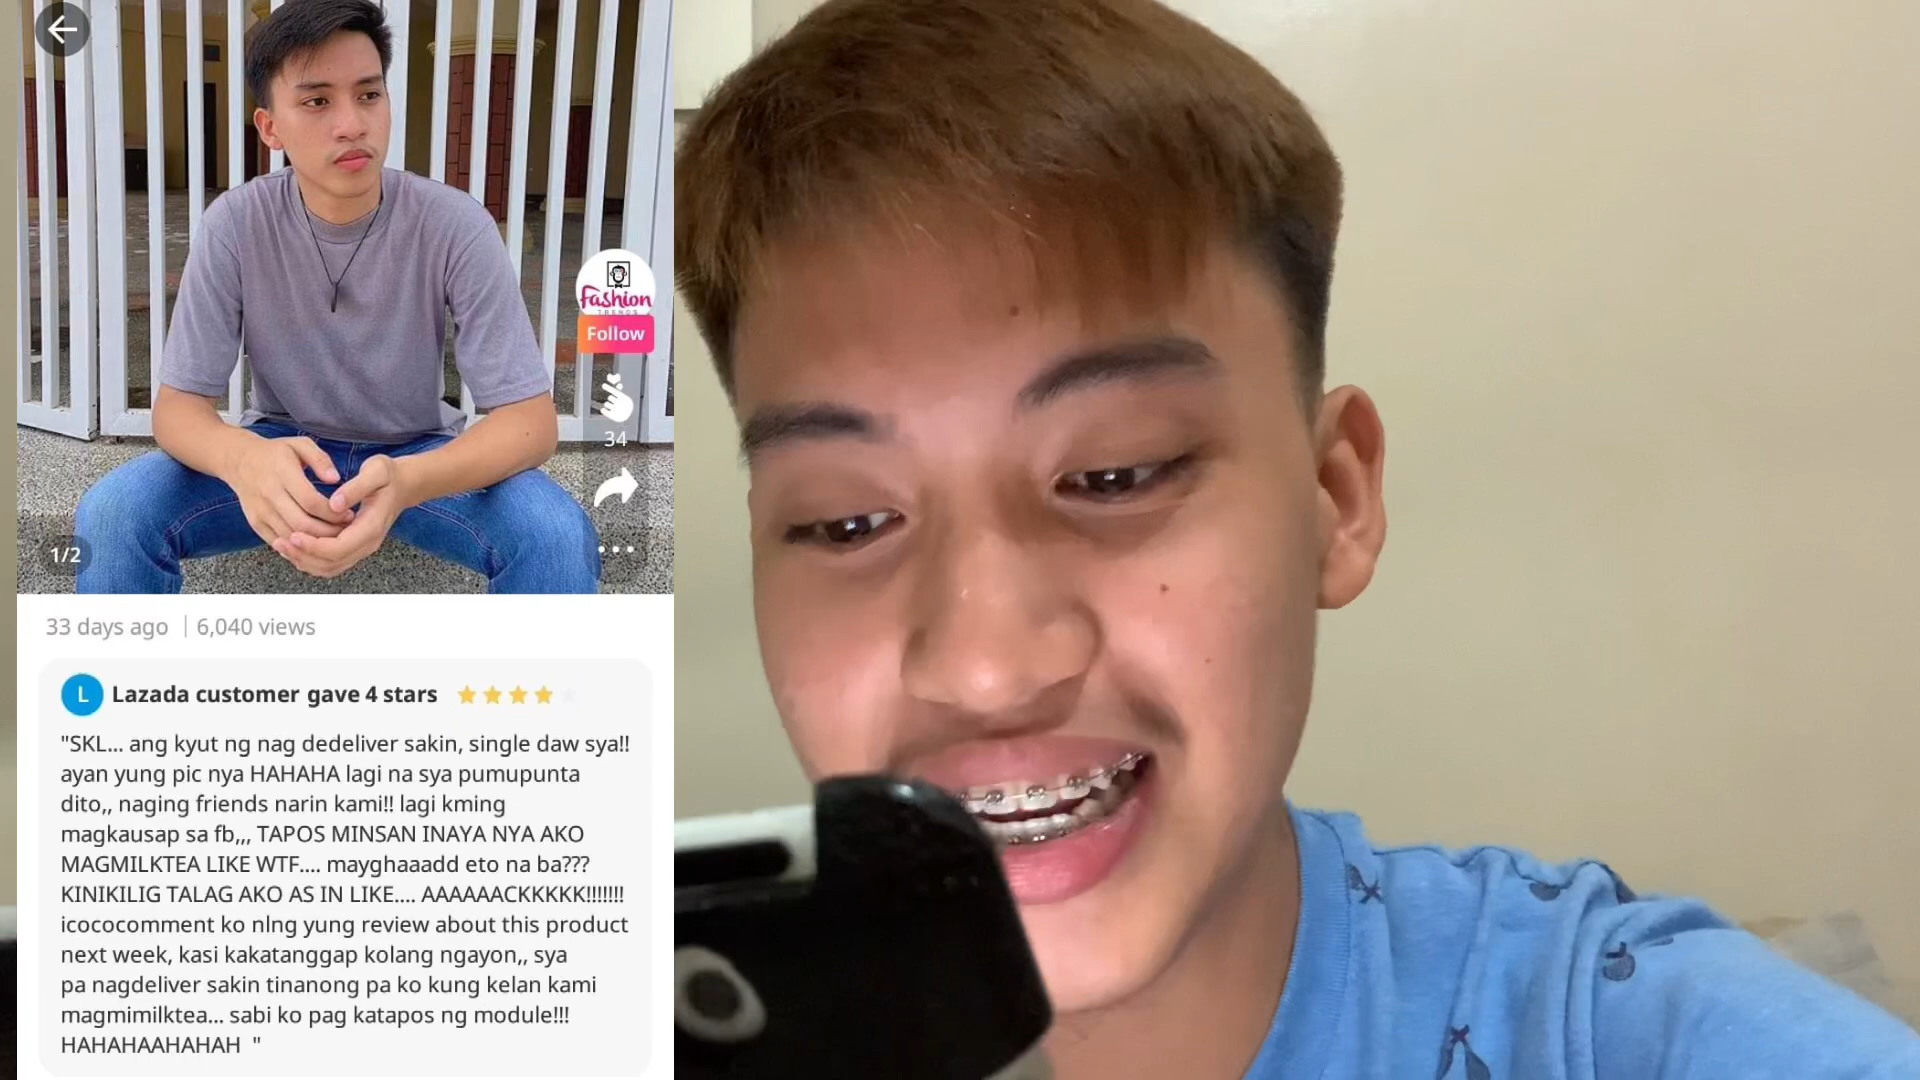 Fashion
TRENDS
Follow
34
1/2
33 days ago | 6,040 views
L Lazada customer gave 4 stars
"SKL... ang kyut ng nag dedeliver sakin, single daw sya!!
ayan yung pic nya HAHAHA lagi na sya pumupunta
dito,, naging friends narin kami!! lagi kming
magkausap sa fb,,, TAPOS MINSAN INAYA NYA AKO
MAGMILKTEA LIKE WTF.... mayghaaadd eto na ba???
KINIKILIG TALAG AKO AS IN LIKE.... AAAAAACKKKKK!!!!!!!
icococomment ko nlng yung review about this product
next week, kasi kakatanggap kolang ngayon,, sya
pa nagdeliver sakin tinanong pa ko kung kelan kami
magmimilktea... sabi ko pag katapos ng module!!!
HAHAHAAHAHAH "